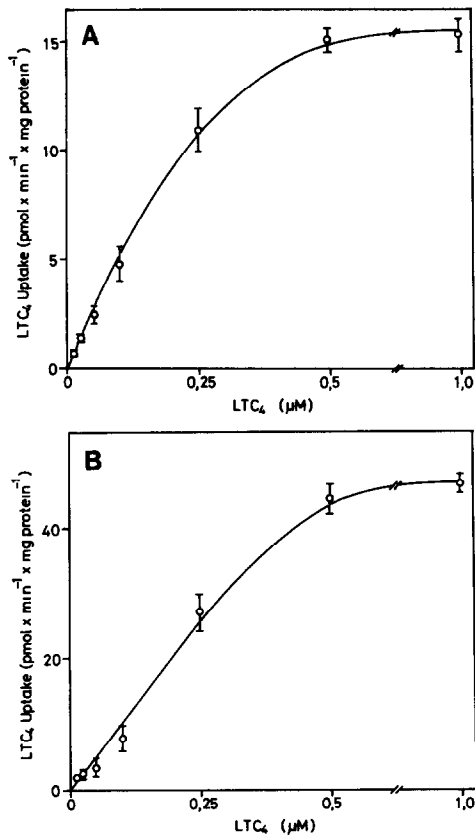 A
LTC₄ Uptake (pmol x min⁻¹ x mg protein⁻¹)
15
10
5
0
0 0,25 0,5 1,0
LTC₄ (μM)
B
LTC₄ Uptake (pmol x min⁻¹ x mg protein⁻¹)
40
20
0
0 0,25 0,5 1,0
LTC₄ (μM)